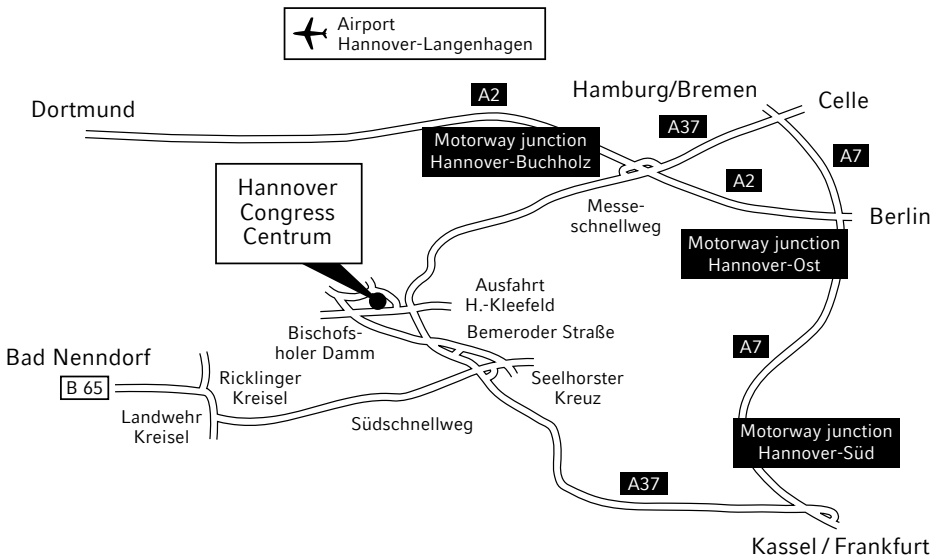 Airport
Hannover-Langenhagen
A2
Hamburg/Bremen
Celle
Dortmund
A37
Motorway junction
Hannover-Buchholz
A7
A2
Hannover
Congress
Centrum
Messe-
schnellweg
Berlin
Motorway junction
Hannover-Ost
Ausfahrt
H.-Kleefeld
Bischofs-
holer Damm
Bemeroder Straße
A7
Bad Nenndorf
B 65
Ricklinger
Kreisel
Seelhorster
Kreuz
Landwehr
Kreisel
Südschnellweg
Motorway junction
Hannover-Süd
A37
Kassel / Frankfurt